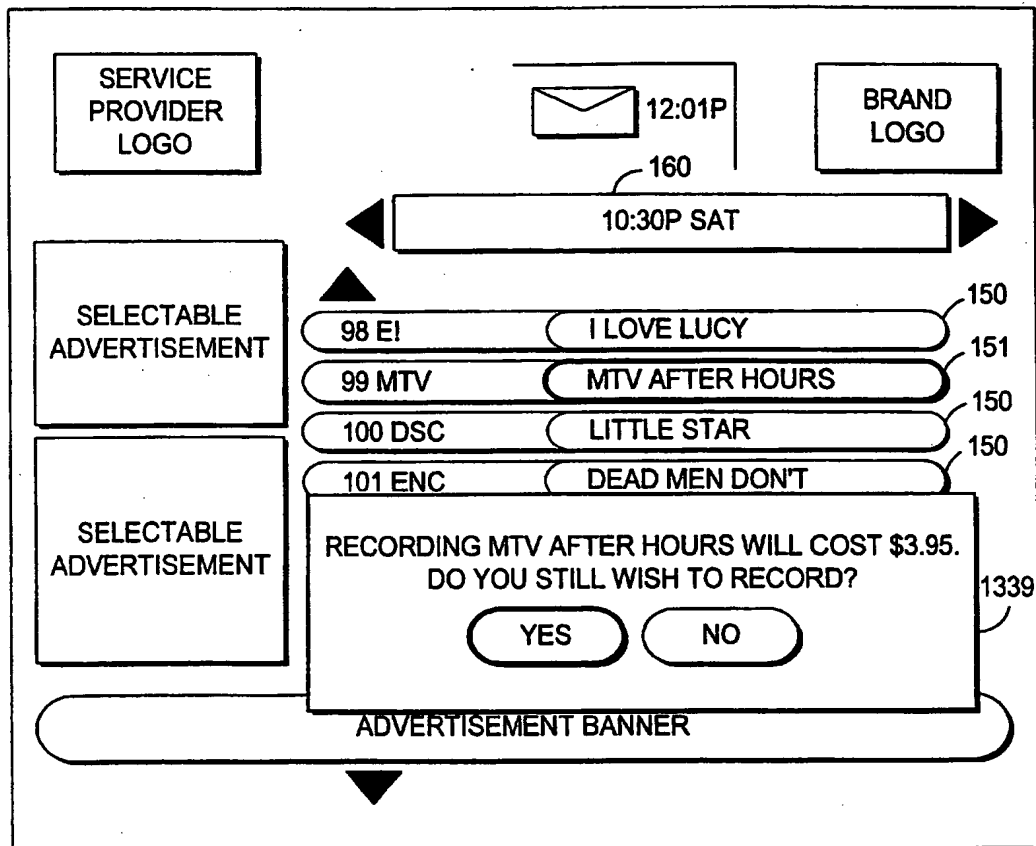 SERVICE
PROVIDER
LOGO
12:01P
BRAND
LOGO
160
10:30P SAT
SELECTABLE
ADVERTISEMENT
150
98 E!
I LOVE LUCY
151
99 MTV
MTV AFTER HOURS
150
100 DSC
LITTLE STAR
150
101 ENC
DEAD MEN DON'T
SELECTABLE
ADVERTISEMENT
RECORDING MTV AFTER HOURS WILL COST $3.95.
DO YOU STILL WISH TO RECORD?
1339
YES
NO
ADVERTISEMENT BANNER